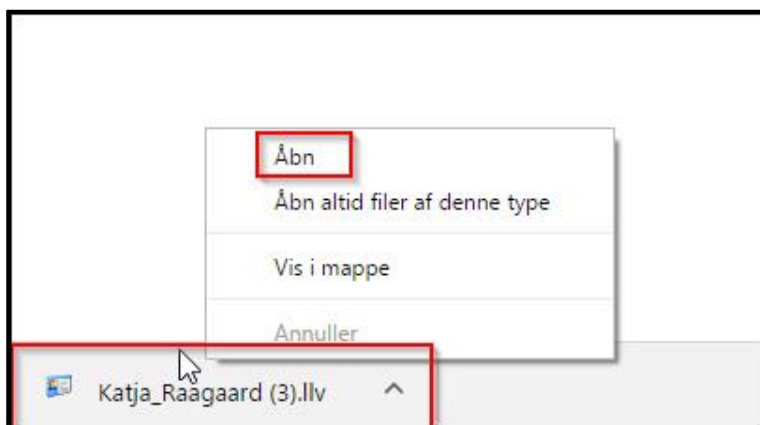 Åbn
Åbn altid filer af denne type
Vis i mappe
Annuller
Katja_Raagaard (3).llv